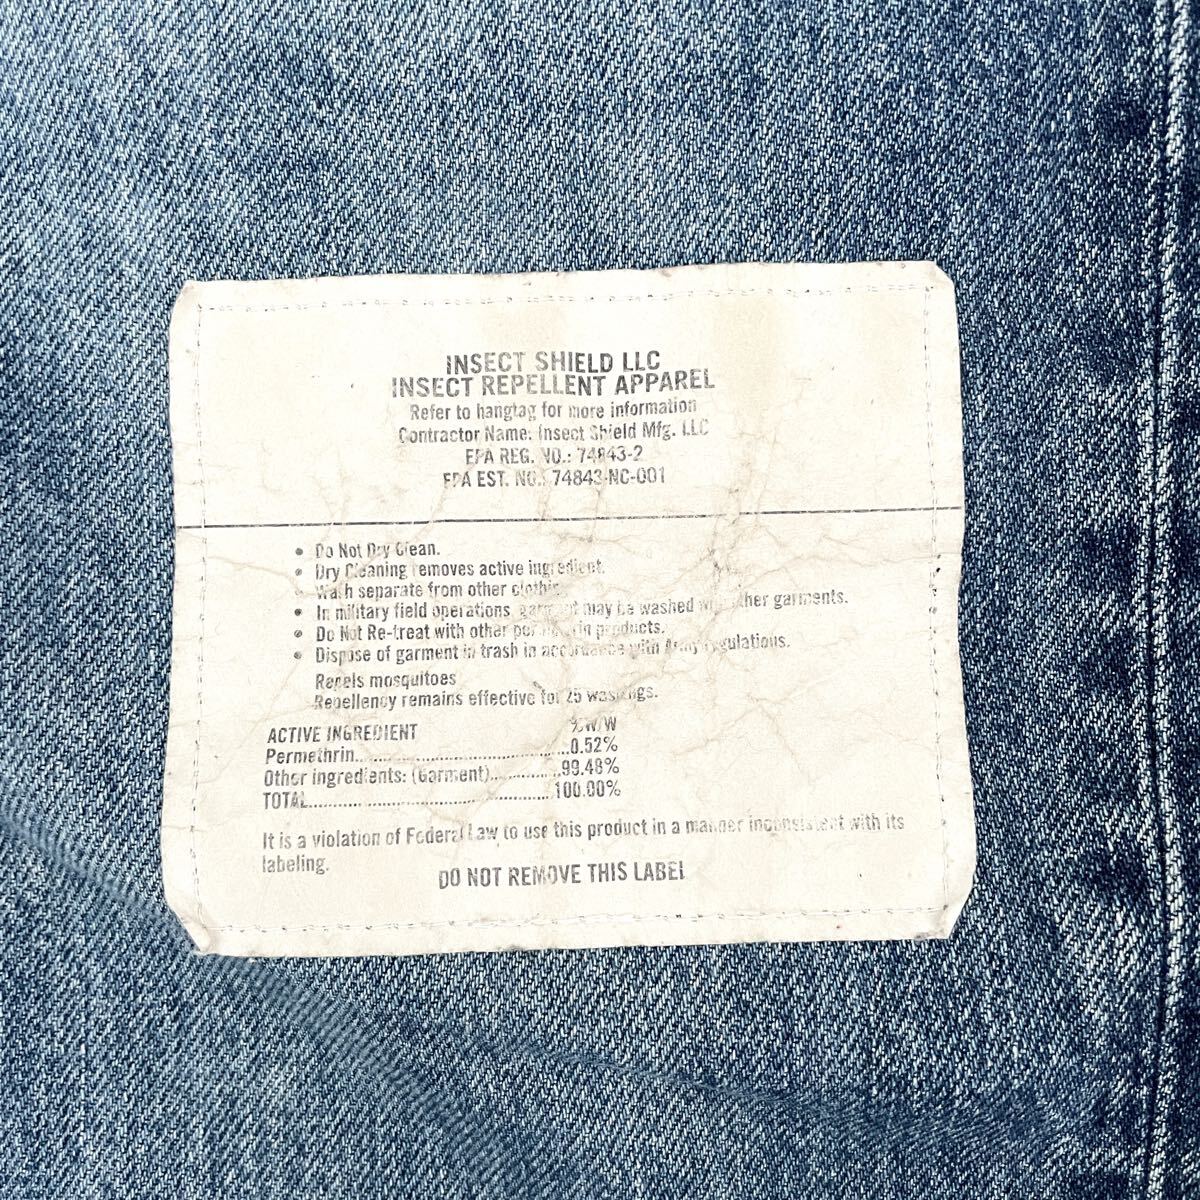 INSECT SHIELD LLC
INSECT REPELLENT APPAREL
Refer to hangtag for more information
Contractor Name: Insect Shield Mfg. LLC
EPA REG. NO.: 74843-2
EPA EST. NO.: 74843-NC-001
• Do Not Dry Clean.
• Dry Cleaning removes active ingredient.
• Wash separate from other clothing.
• In military field operations, garment may be washed with other garments.
• Do Not Re-treat with other permethrin products.
• Dispose of garment in trash in accordance with Army regulations.
Repels mosquitoes
Repellency remains effective for 25 washings.
ACTIVE INGREDIENT %W/W
Permethrin..............................0.52%
Other ingredients: (Garment).............99.48%
TOTAL....................................100.00%
It is a violation of Federal Law to use this product in a manner inconsistent with its
labeling.
DO NOT REMOVE THIS LABEL